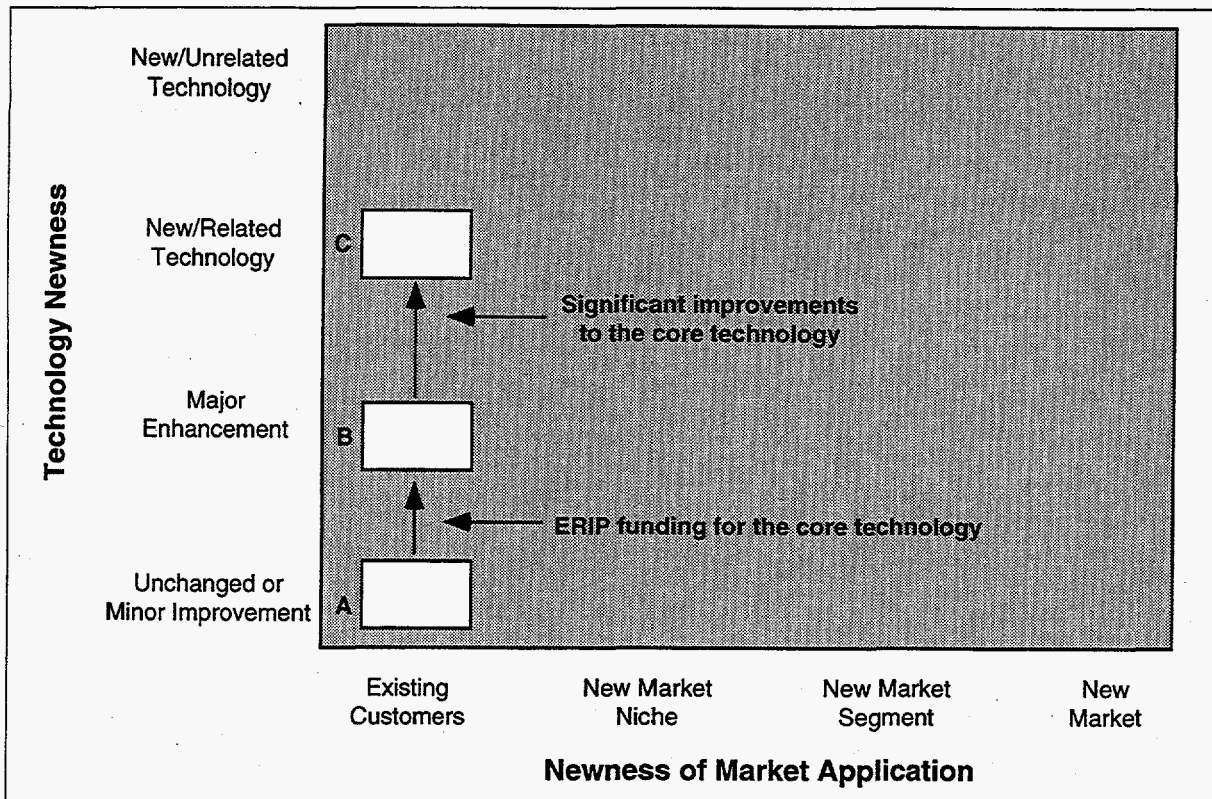 New/Unrelated
Technology
New/Related
Technology
C
Significant improvements
to the core technology
Technology Newness
Major
Enhancement
B
ERIP funding for the core technology
Unchanged or
Minor Improvement
A
Existing
Customers
New Market
Niche
New Market
Segment
New
Market
Newness of Market Application